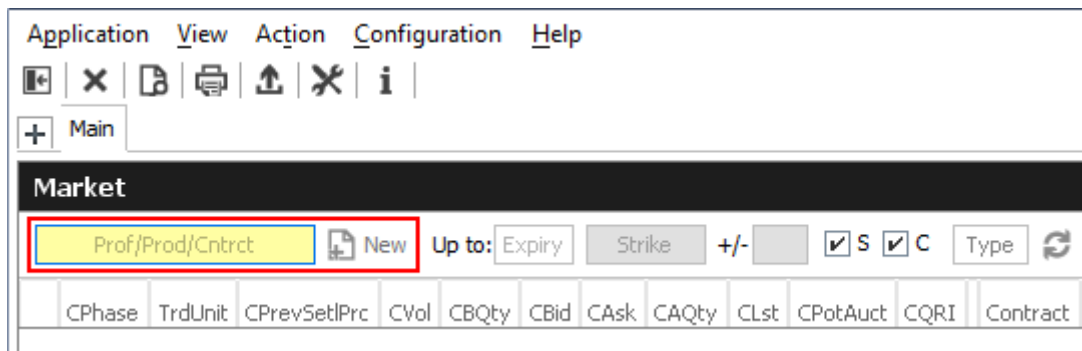 Application View Action Configuration Help
i
+ Main
Market
Prof/Prod/Cntrct New Up to: Expiry Strike +/- S C Type
CPhase TrdUnit CPrevSetlPrc CVol CBQty CBid CAsk CAQty CLst CPotAuct CQRI Contract